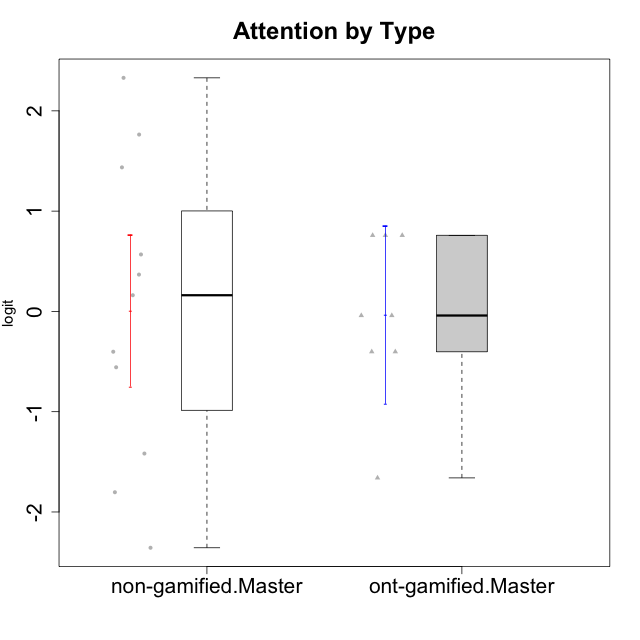 Attention by Type
logit
2
1
0
-1
-2
non-gamified.Master
ont-gamified.Master